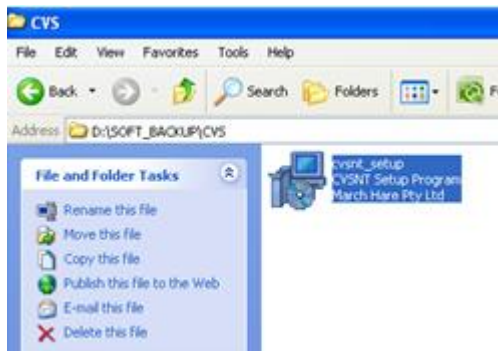 CVS
File Edit View Favorites Tools Help
Back Search Folders
Address D:\SOFT_BACKUP\CVS
File and Folder Tasks
Rename this file
Move this file
Copy this file
Publish this file to the Web
E-mail this file
Delete this file
cvsnt_setup
CVSNT Setup Program
March Hare Pty Ltd